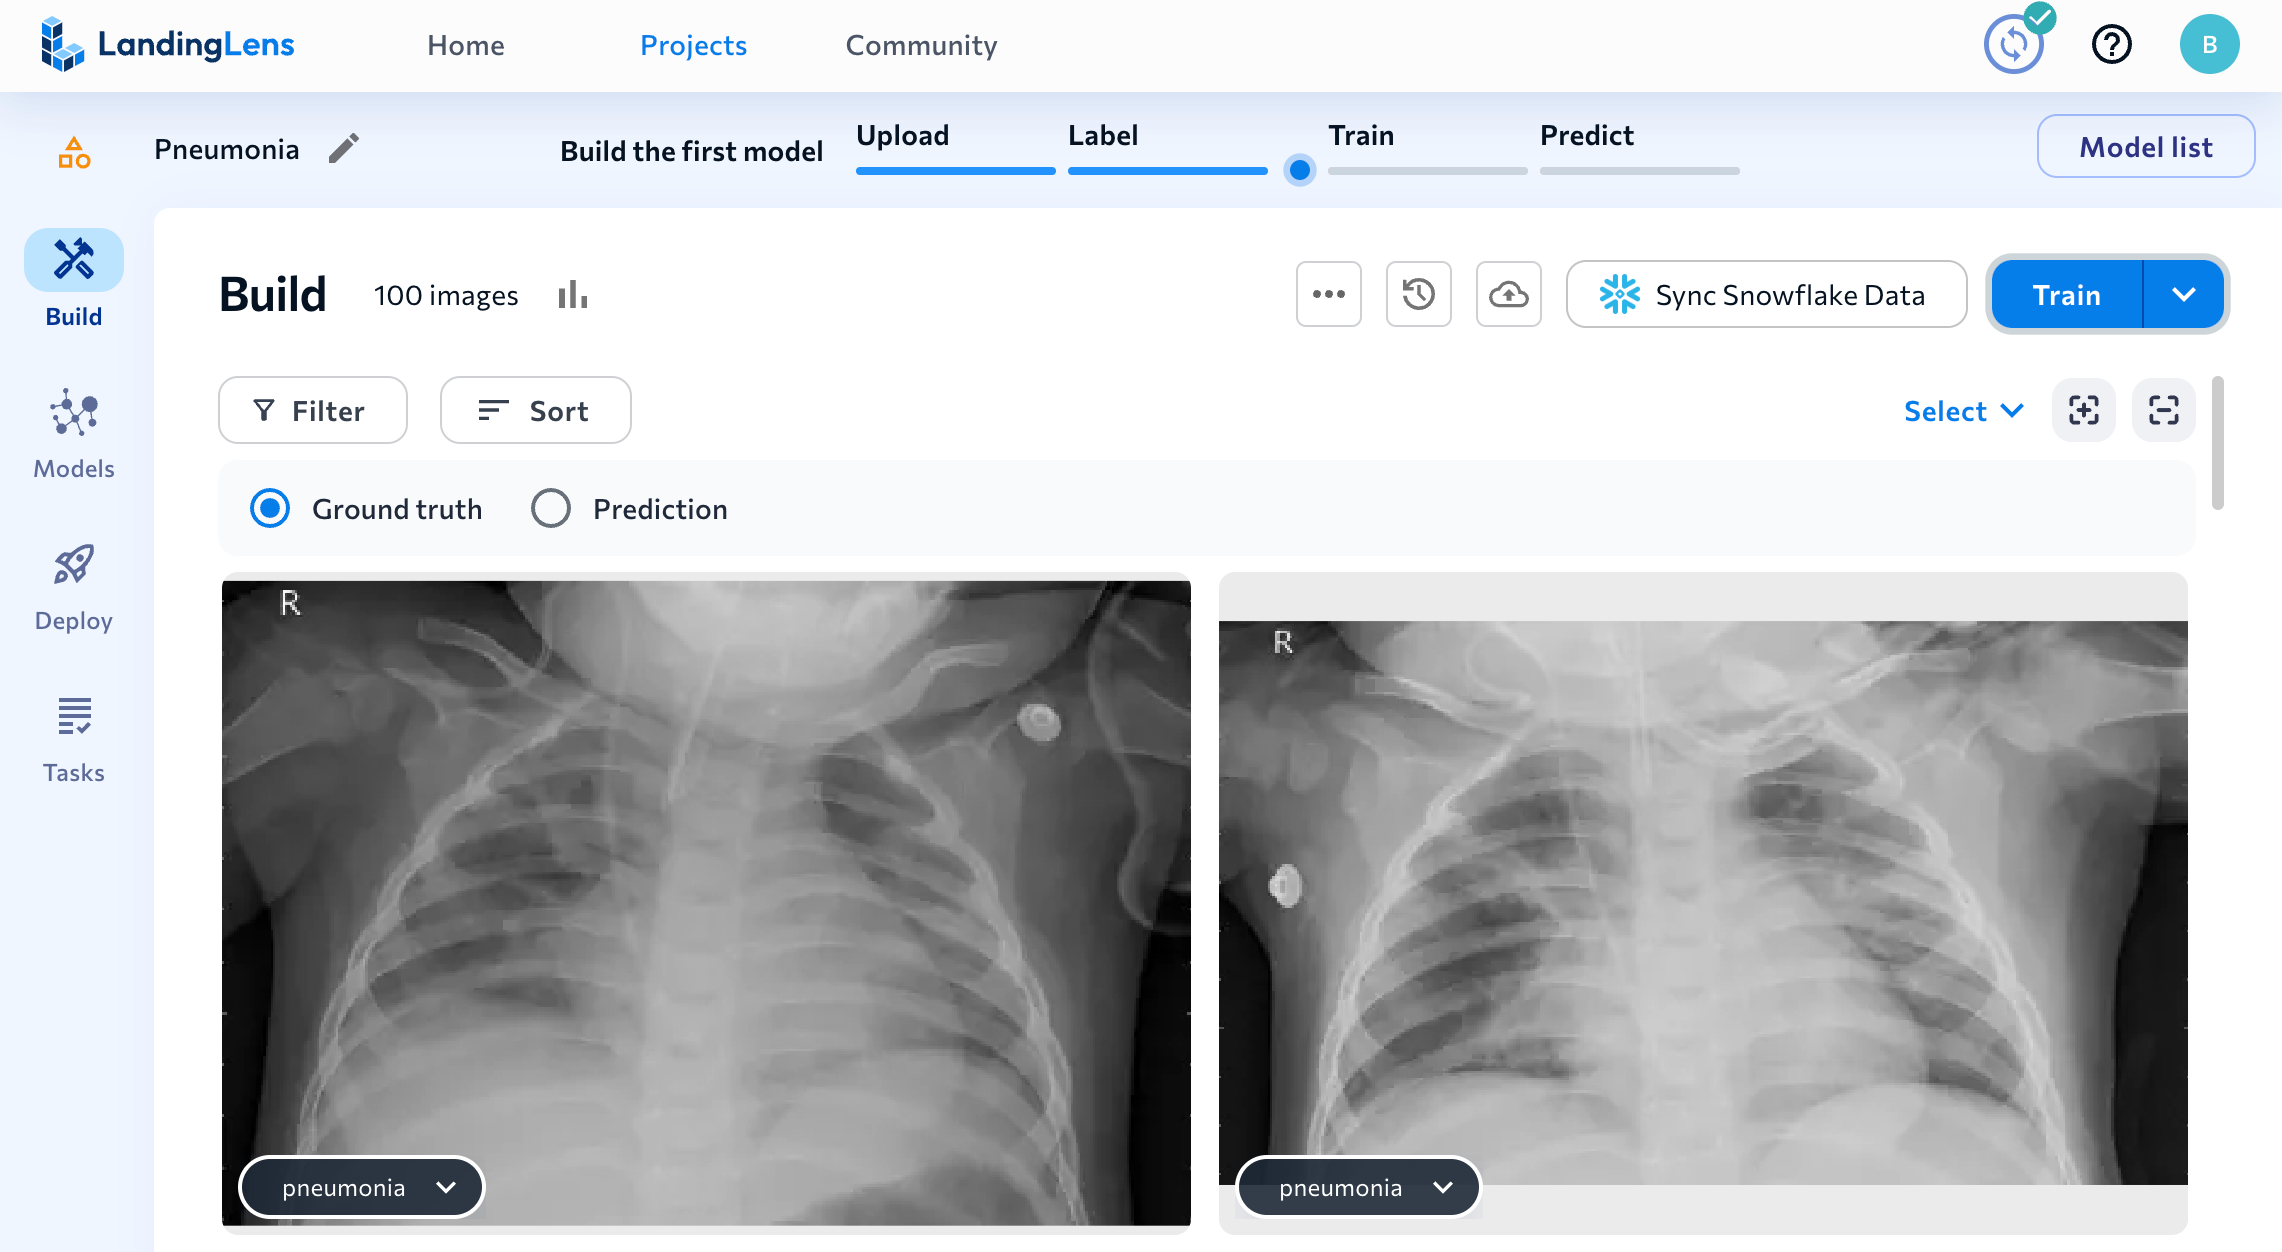 LandingLens Home Projects Community B
Pneumonia Build the first model Upload Label Train Predict Model list
Build 100 images Sync Snowflake Data Train
Build
Filter Sort Select
Models
Ground truth Prediction
Deploy
Tasks
R
R
pneumonia
pneumonia